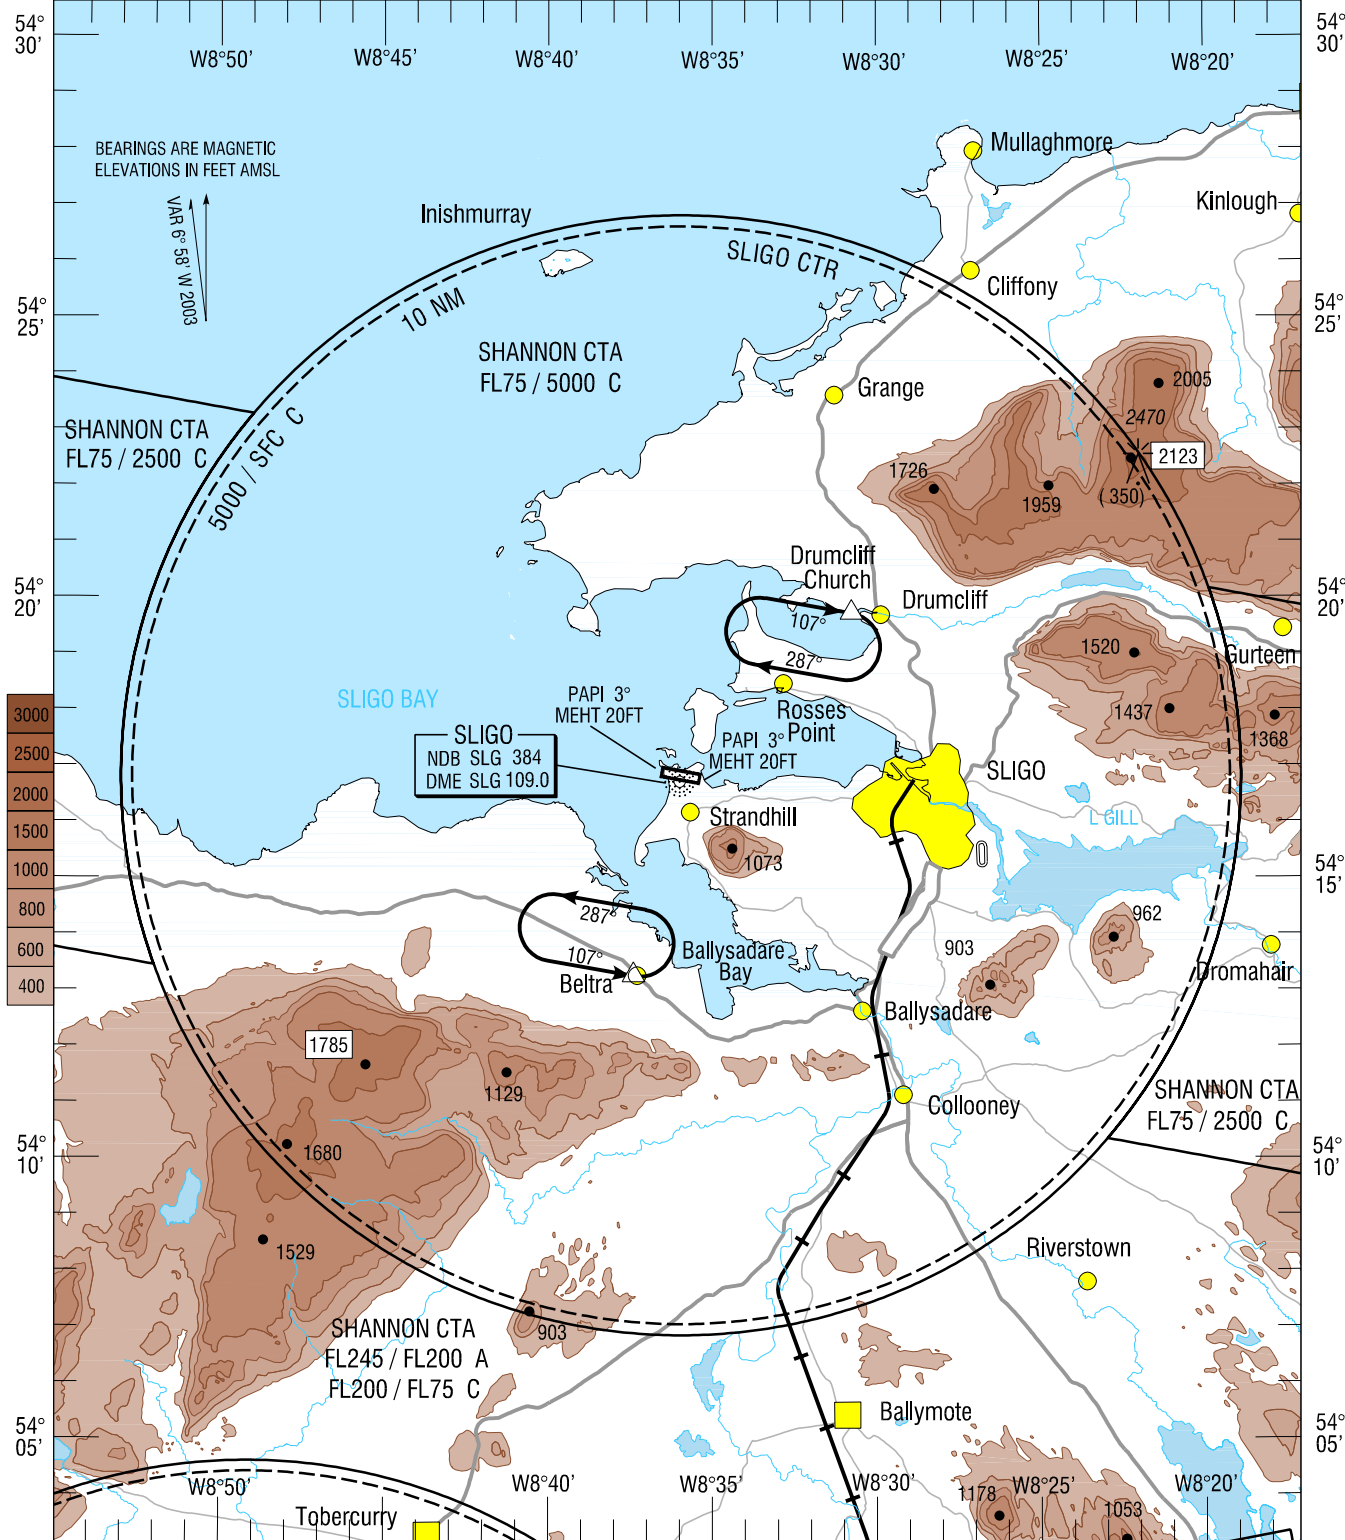 54°
30'
W8°50'
W8°45'
W8°40'
W8°35'
W8°30'
W8°25'
W8°20'
54°
30'
BEARINGS ARE MAGNETIC
ELEVATIONS IN FEET AMSL
VAR 6° 58' W 2003
Mullaghmore
Kinlough
Inishmurray
SLIGO CTR
Cliffony
10 NM
54°
25'
54°
25'
SHANNON CTA
FL75 / 5000 C
5000 / SFC C
SHANNON CTA
FL75 / 2500 C
Grange
2005
2470
2123
(350)
1726
1959
Drumcliff
Church
Drumcliff
54°
20'
54°
20'
107°
287°
1520
Gurteen
SLIGO BAY
PAPI 3°
MEHT 20FT
Rosses
Point
1437
1368
SLIGO
NDB SLG 384
DME SLG 109.0
PAPI 3°
MEHT 20FT
SLIGO
3000
2500
2000
1500
1000
800
600
400
Strandhill
L GILL
1073
54°
15'
54°
15'
287°
107°
Beltra
Ballysadare
Bay
962
903
Dromahair
Ballysadare
1785
1129
Collooney
SHANNON CTA
FL75 / 2500 C
54°
10'
1680
54°
10'
1529
Riverstown
903
SHANNON CTA
FL245 / FL200 A
FL200 / FL75 C
Ballymote
54°
05'
54°
05'
W8°50'
W8°40'
W8°35'
W8°30'
W8°25'
W8°20'
1178
1053
Tobercurry